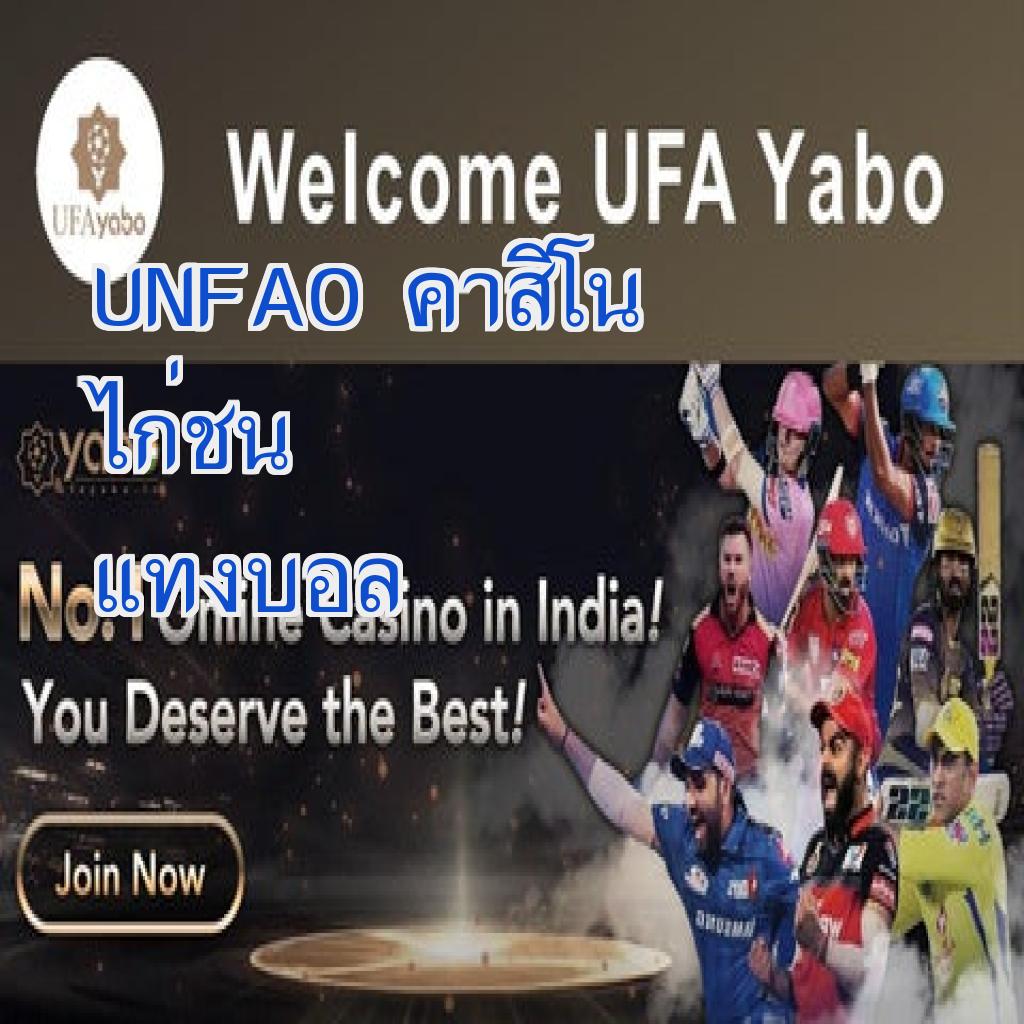 Welcome UFA Yabo
UFAyabo
UNFAO คาสิโน
ไก่ชน
แทงบอล
No.1 Online Casino in India!
You Deserve the Best!
22
Join Now